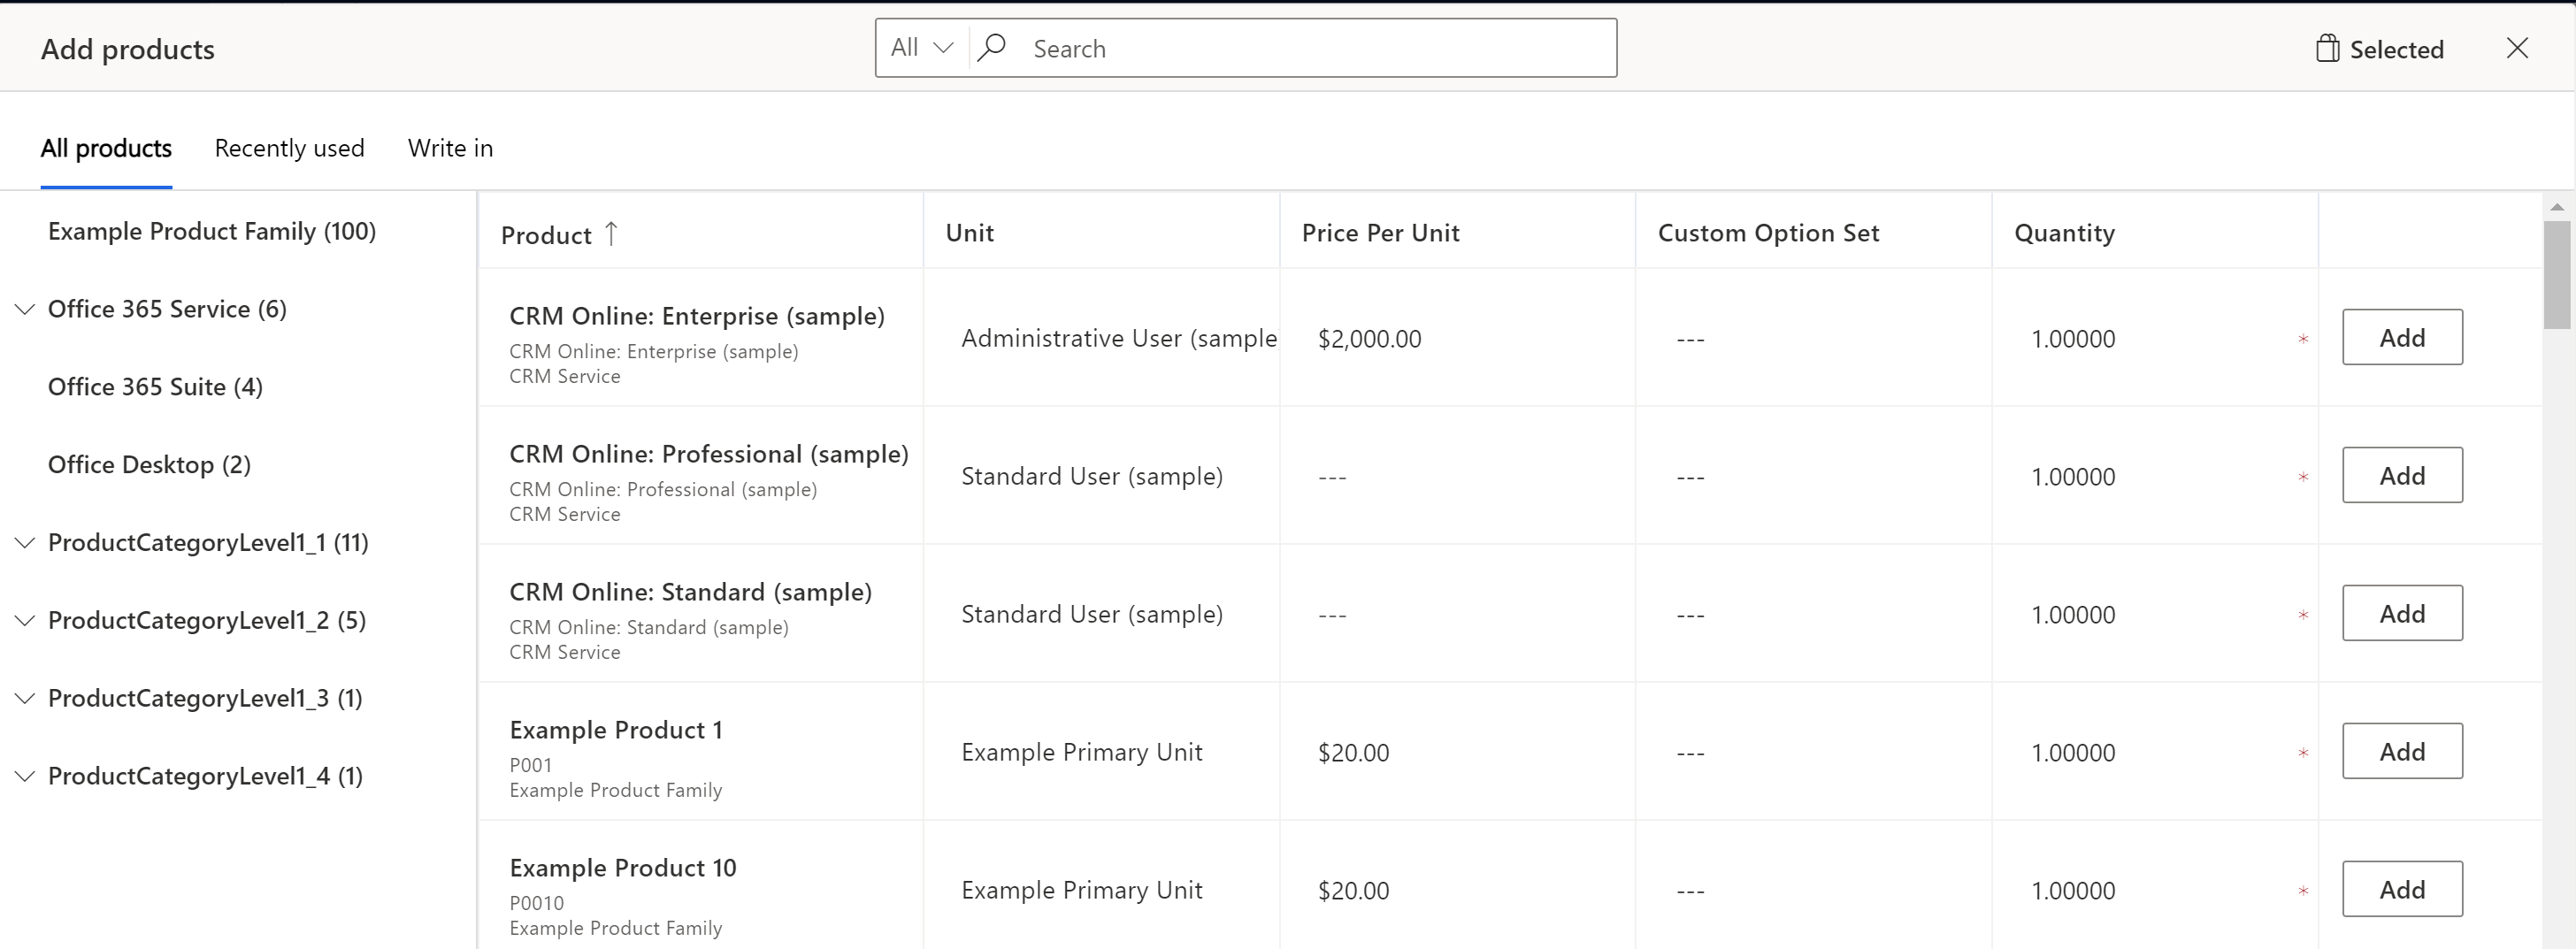 Add products
All
Search
Selected
All products
Recently used
Write in
Example Product Family (100)
Office 365 Service (6)
Office 365 Suite (4)
Office Desktop (2)
ProductCategoryLevel1_1 (11)
ProductCategoryLevel1_2 (5)
ProductCategoryLevel1_3 (1)
ProductCategoryLevel1_4 (1)
Product ↑ Unit Price Per Unit Custom Option Set Quantity
CRM Online: Enterprise (sample)
CRM Online: Enterprise (sample)
CRM Service
Administrative User (sample
$2,000.00
---
1.00000
*
Add
CRM Online: Professional (sample)
CRM Online: Professional (sample)
CRM Service
Standard User (sample)
---
---
1.00000
*
Add
CRM Online: Standard (sample)
CRM Online: Standard (sample)
CRM Service
Standard User (sample)
---
---
1.00000
*
Add
Example Product 1
P001
Example Product Family
Example Primary Unit
$20.00
---
1.00000
*
Add
Example Product 10
P0010
Example Product Family
Example Primary Unit
$20.00
---
1.00000
*
Add